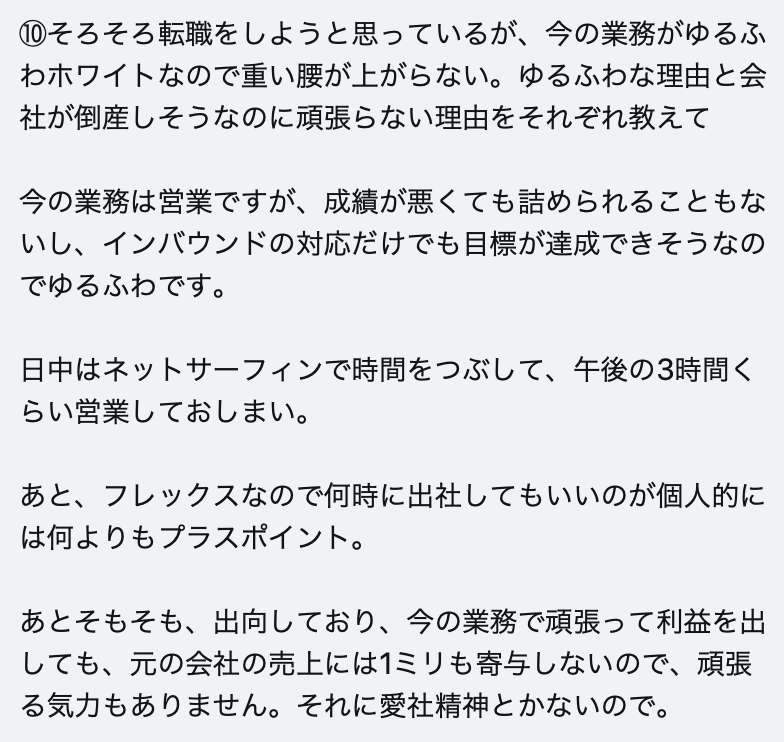 ⑩そろそろ転職をしようと思っているが、今の業務がゆるふ
わホワイトなので重い腰が上がらない。ゆるふわな理由と会
社が倒産しそうなのに頑張らない理由をそれぞれ教えて
今の業務は営業ですが、成績が悪くても詰められることもな
いし、インバウンドの対応だけでも目標が達成できそうなの
でゆるふわです。
日中はネットサーフィンで時間をつぶして、午後の3時間く
らい営業しておしまい。
あと、フレックスなので何時に出社してもいいのが個人的に
は何よりもプラスポイント。
あとそもそも、出向しており、今の業務で頑張って利益を出
しても、元の会社の売上には1ミリも寄与しないので、頑張
る気力もありません。それに愛社精神とかないので。